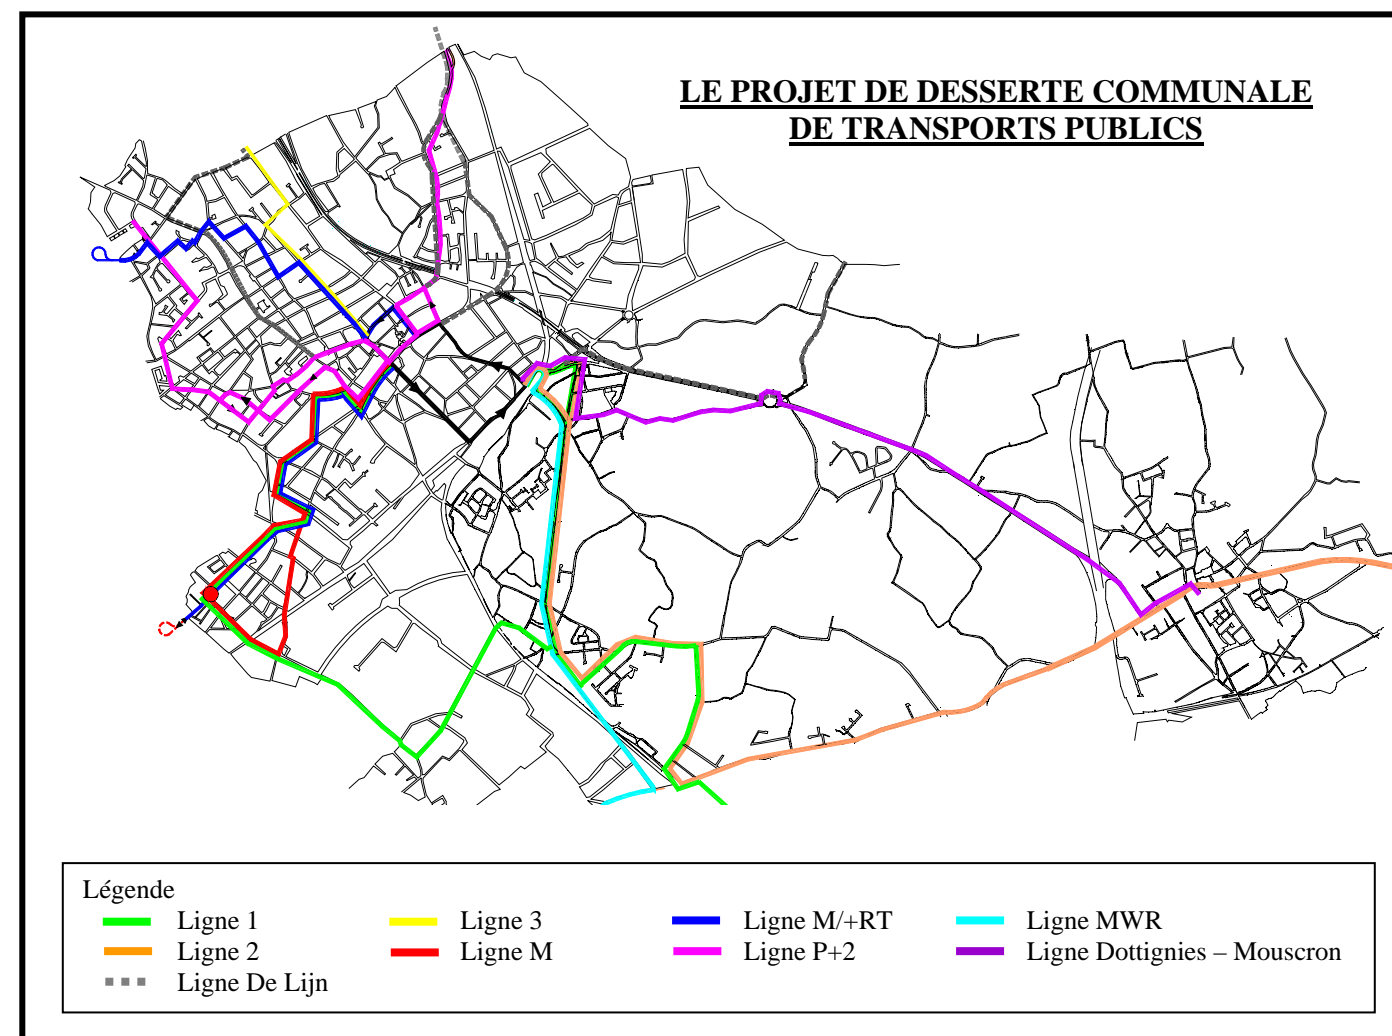 LE PROJET DE DESSERTE COMMUNALE
DE TRANSPORTS PUBLICS
Légende
Ligne 1
Ligne 3
Ligne M/+RT
Ligne MWR
Ligne 2
Ligne M
Ligne P+2
Ligne Dottignies – Mouscron
Ligne De Lijn